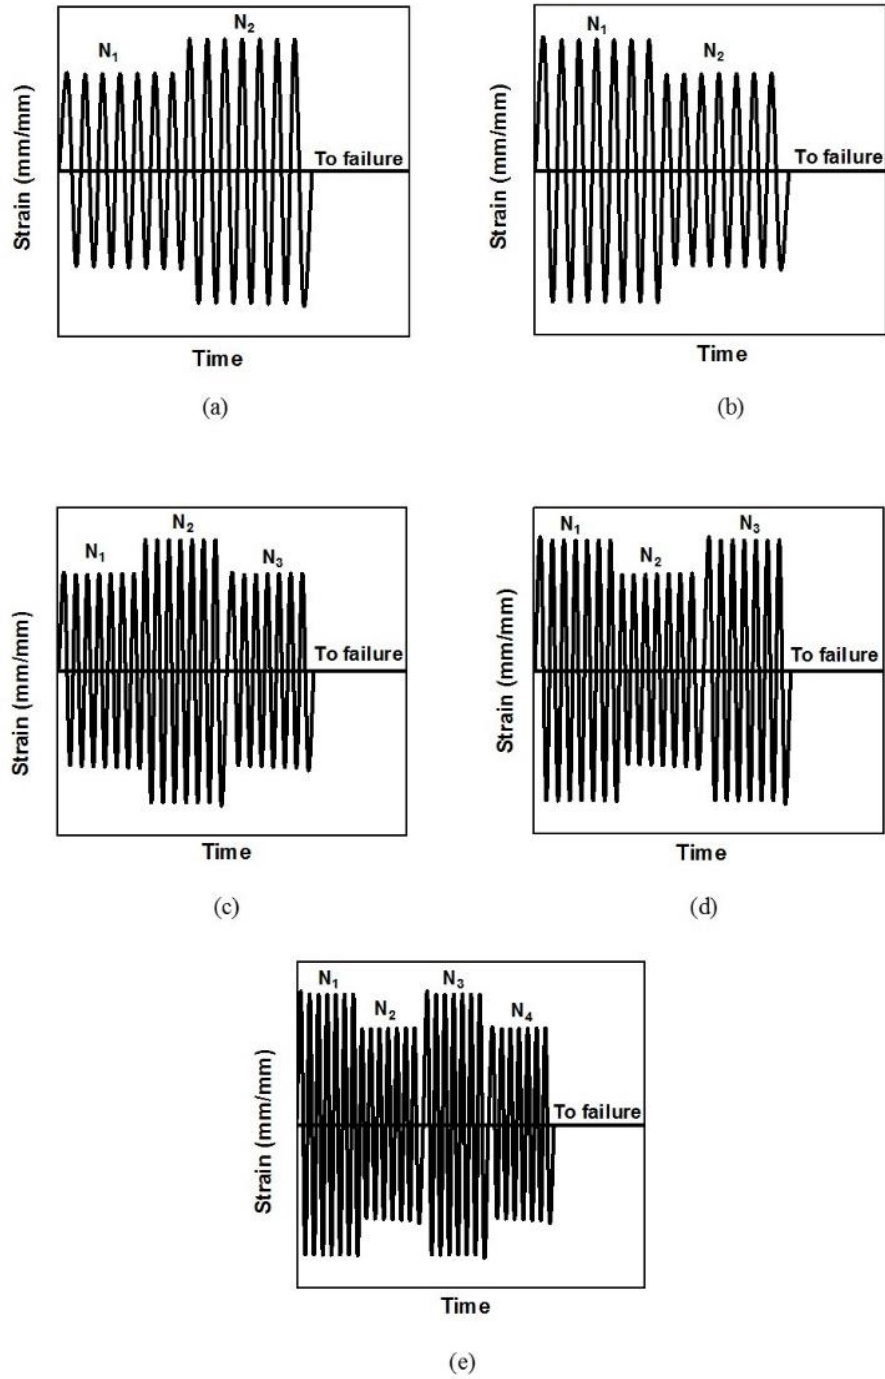 N₁
N₂
To failure
Strain (mm/mm)
Time
(a)
N₁
N₂
To failure
Strain (mm/mm)
Time
(b)
N₁
N₂
N₃
To failure
Strain (mm/mm)
Time
(c)
N₁
N₂
N₃
To failure
Strain (mm/mm)
Time
(d)
N₁
N₂
N₃
N₄
To failure
Strain (mm/mm)
Time
(e)